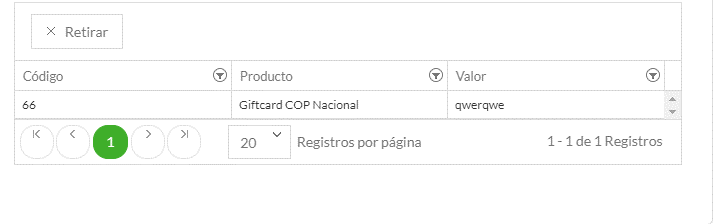 Retirar
Código Producto Valor
66 Giftcard COP Nacional qwerqwe
1 20 Registros por página 1 - 1 de 1 Registros